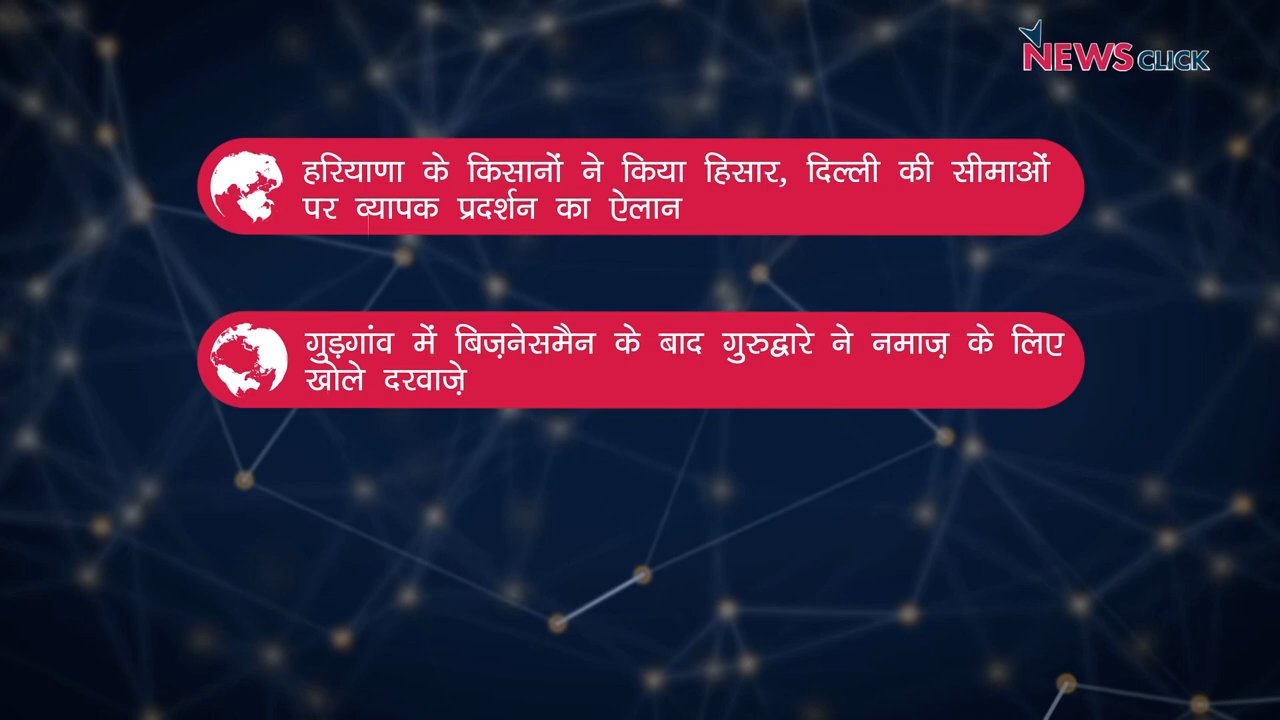 NEWSCLICK
हरियाणा के किसानों ने किया हिसार, दिल्ली की सीमाओं
पर व्यापक प्रदर्शन का ऐलान
गुड़गांव में बिज़नेसमैन के बाद गुरुद्वारे ने नमाज़ के लिए
खोले दरवाज़े